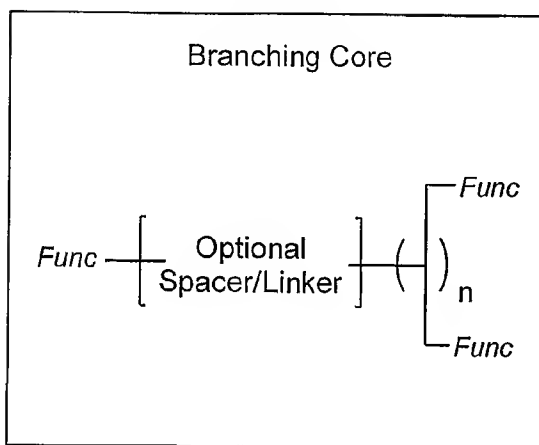 Branching Core
Func
Func
Optional
Spacer/Linker
n
Func